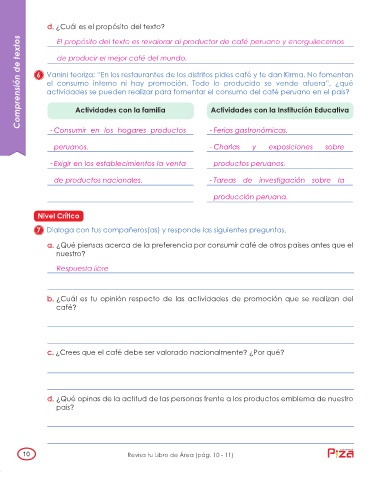 d. ¿Cuál es el propósito del texto?
El propósito del texto es revalorar al productor de café peruano y enorgullecernos
de producir el mejor café del mundo.
Comprensión de textos
6 Vanini teoriza: "En los restaurantes de los distritos pides café y te dan Kirma. No fomentan
el consumo interno ni hay promoción. Todo lo producido se vende afuera", ¿qué
actividades se pueden realizar para fomentar el consumo del café peruano en el país?
Actividades con la familia
- Consumir en los hogares productos
peruanos.
- Exigir en los establecimientos la venta
de productos nacionales.
Actividades con la Institución Educativa
- Ferias gastronómicas.
- Charlas y exposiciones sobre
productos peruanos.
- Tareas de investigación sobre la
producción peruana.
Nivel Crítico
7 Dialoga con tus compañeros(as) y responde las siguientes preguntas.
a. ¿Qué piensas acerca de la preferencia por consumir café de otros países antes que el
nuestro?
Respuesta libre
b. ¿Cuál es tu opinión respecto de las actividades de promoción que se realizan del
café?
c. ¿Crees que el café debe ser valorado nacionalmente? ¿Por qué?
d. ¿Qué opinas de la actitud de las personas frente a los productos emblema de nuestro
país?
10
Revisa tu Libro de Área (pág. 10 - 11)